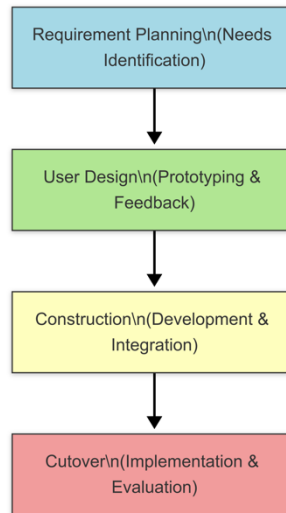 Requirement Planning\n(Needs
Identification)
User Design\n(Prototyping &
Feedback)
Construction\n(Development &
Integration)
Cutover\n(Implementation &
Evaluation)